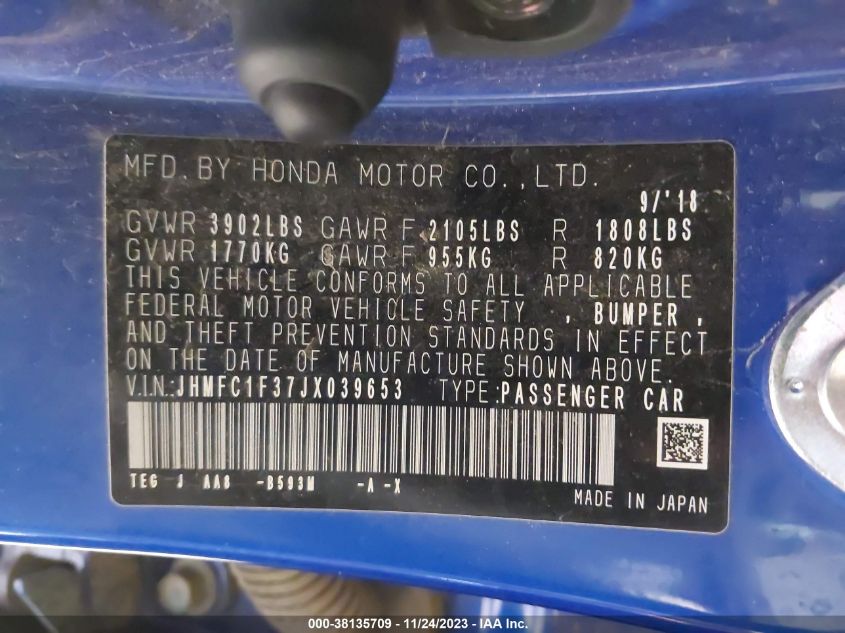 MFD. BY HONDA MOTOR CO., LTD.
9/'18
GVWR 3902LBS GAWR F 2105LBS R 1808LBS
GVWR 1770KG GAWR F 955KG R 820KG
THIS VEHICLE CONFORMS TO ALL APPLICABLE
FEDERAL MOTOR VEHICLE SAFETY , BUMPER ,
AND THEFT PREVENTION STANDARDS IN EFFECT
ON THE DATE OF MANUFACTURE SHOWN ABOVE.
V.I.N.:JHMFC1F37JX039653 TYPE:PASSENGER CAR
TEG J AA8 -B593M -A -X
MADE IN JAPAN
000-38135709 - 11/24/2023 - IAA Inc.